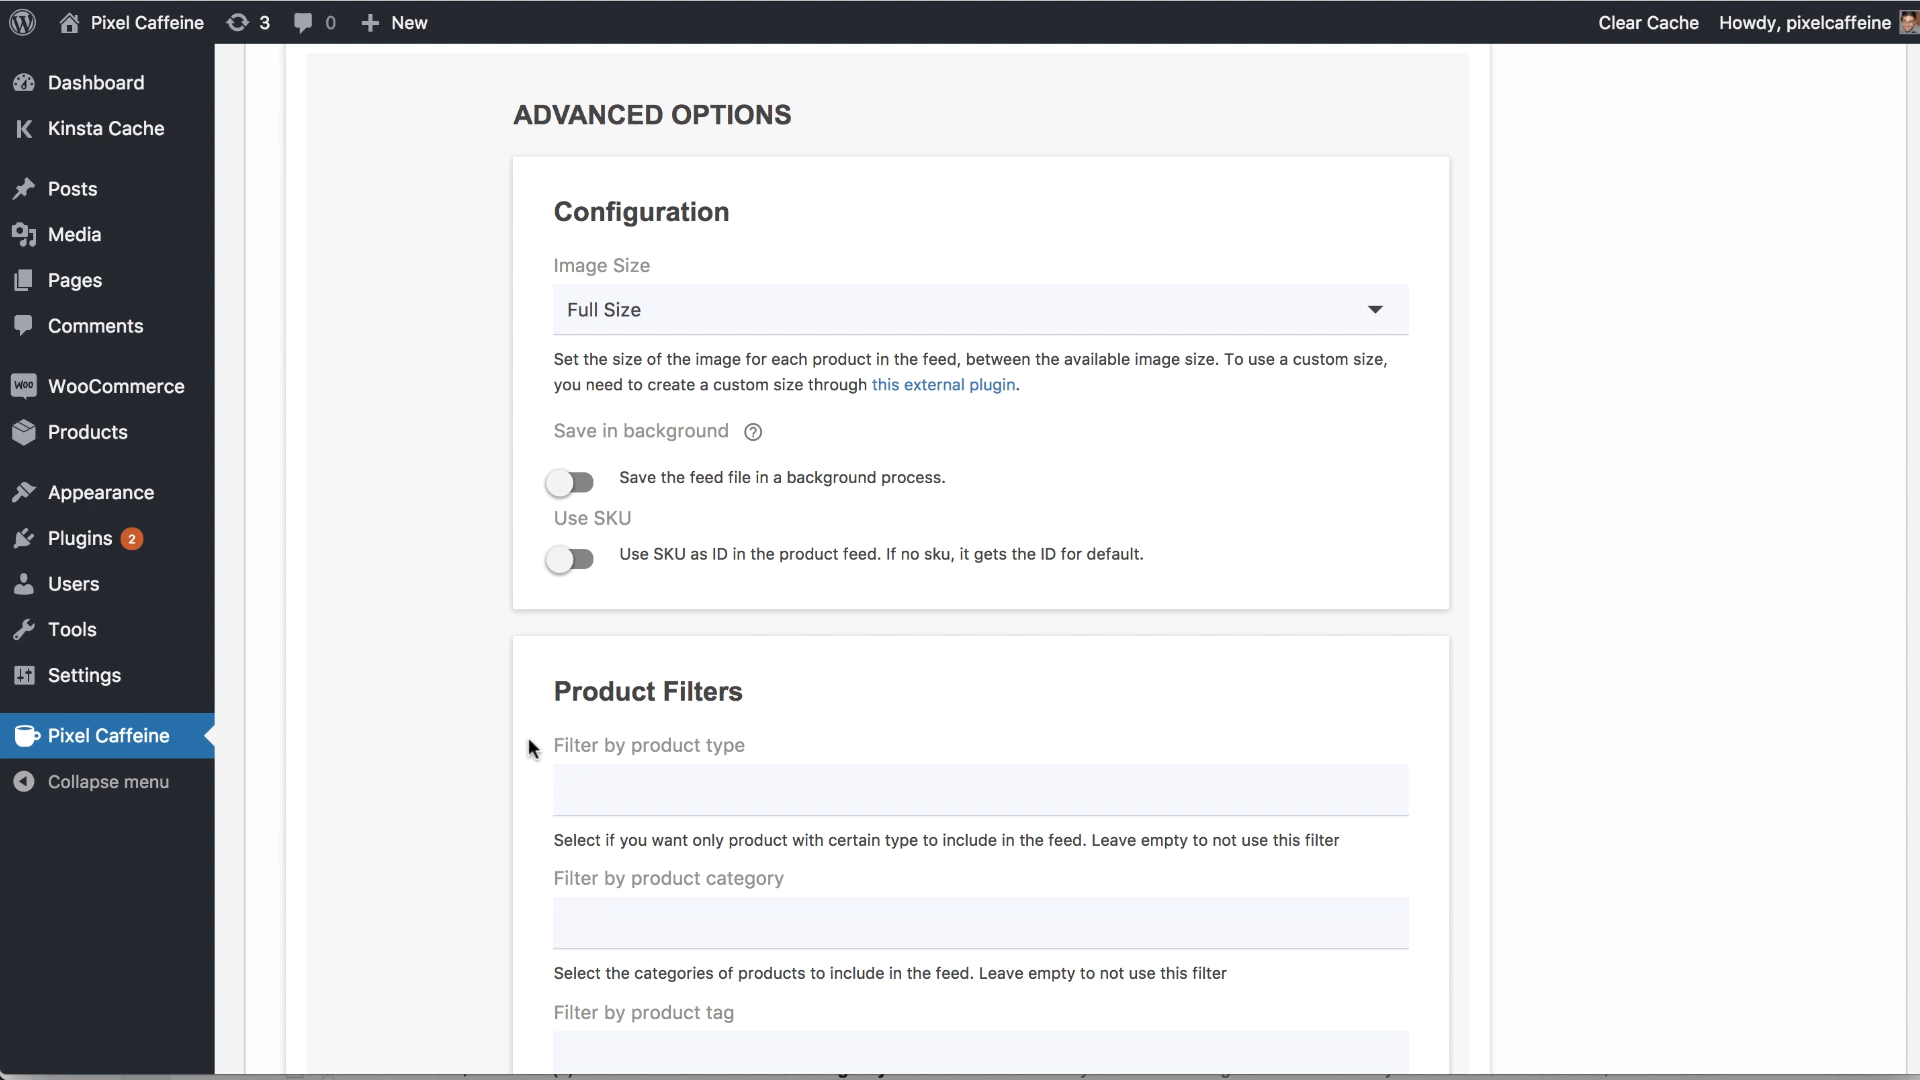 Pixel Caffeine 3 0 New Clear Cache Howdy, pixelcaffeine
Dashboard
Kinsta Cache
Posts
Media
Pages
Comments
WooCommerce
Products
Appearance
Plugins 2
Users
Tools
Settings
Pixel Caffeine
Collapse menu
ADVANCED OPTIONS
Configuration
Image Size
Full Size
Set the size of the image for each product in the feed, between the available image size. To use a custom size,
you need to create a custom size through this external plugin.
Save in background
Save the feed file in a background process.
Use SKU
Use SKU as ID in the product feed. If no sku, it gets the ID for default.
Product Filters
Filter by product type
Select if you want only product with certain type to include in the feed. Leave empty to not use this filter
Filter by product category
Select the categories of products to include in the feed. Leave empty to not use this filter
Filter by product tag